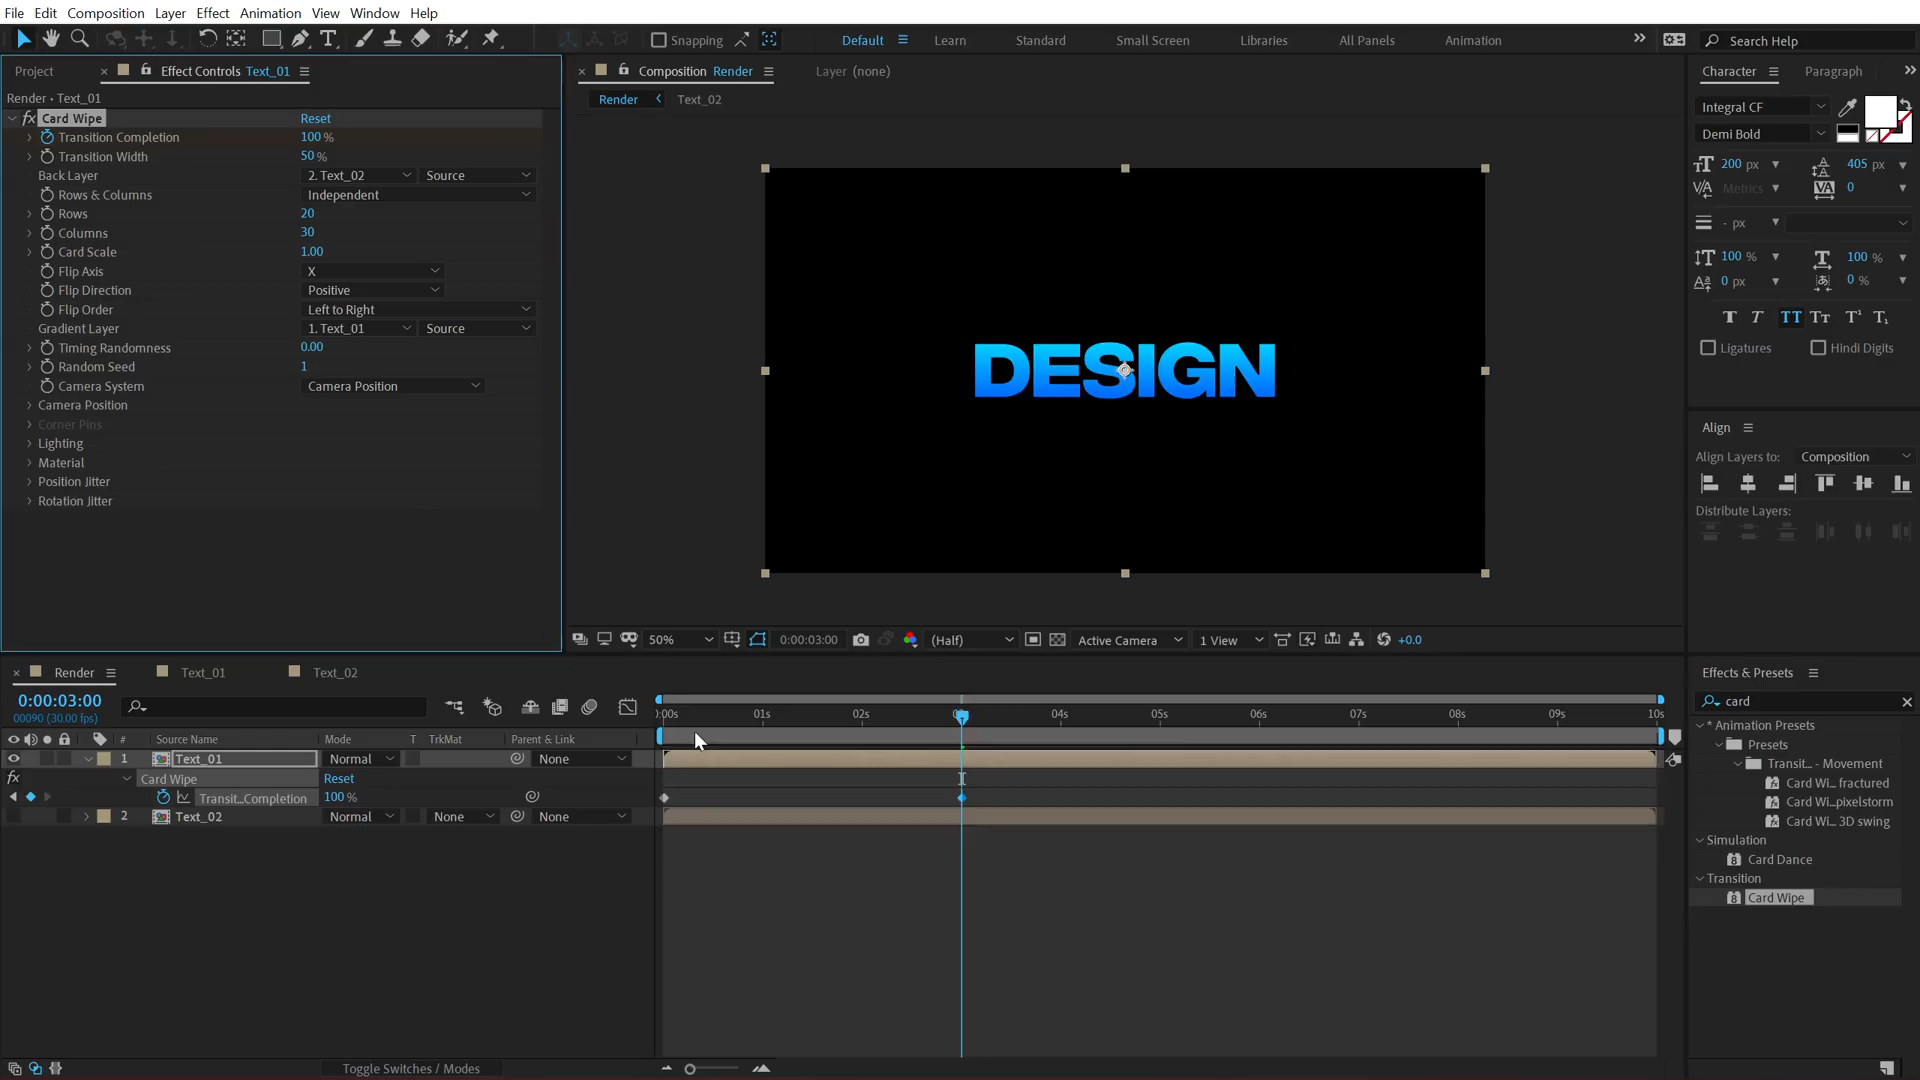 File Edit Composition Layer Effect Animation View Window Help
Snapping Default Learn Standard Small Screen Libraries All Panels Animation Search Help
Project Effect Controls Text_01 Composition Render Layer (none) Character Paragraph
Render • Text_01 Render Text_02
fx Card Wipe Reset Integral CF
Transition Completion 100 % Demi Bold
Transition Width 50 % 200 px 405 px
Back Layer 2. Text_02 Source Metrics 0
Rows & Columns Independent
Rows 20 - px
Columns 30
Card Scale 1.00 100 % 100 %
Flip Axis X 0 px 0 %
Flip Direction Positive
Flip Order Left to Right
Gradient Layer 1. Text_01 Source
Timing Randomness 0.00 Ligatures Hindi Digits
Random Seed 1
DESIGN
Camera System Camera Position
Camera Position
Corner Pins
Lighting
Material
Position Jitter
Rotation Jitter
Align
Align Layers to: Composition
Distribute Layers:
50% 0:00:03:00 (Half) Active Camera 1 View +0.0
Render Text_01 Text_02 Effects & Presets
0:00:03:00 card
00090 (30.00 fps)
:00s 01s 02s 04s 05s 06s 07s 08s 09s 10s
# Source Name Mode T TrkMat Parent & Link
1 Text_01 Normal None
fx Card Wipe Reset
Transit...Completion 100 %
2 Text_02 Normal None None
* Animation Presets
Presets
Transit... - Movement
Card Wi... fractured
Card Wi...pixelstorm
Card Wi... 3D swing
Simulation
Card Dance
Transition
Card Wipe
Toggle Switches / Modes